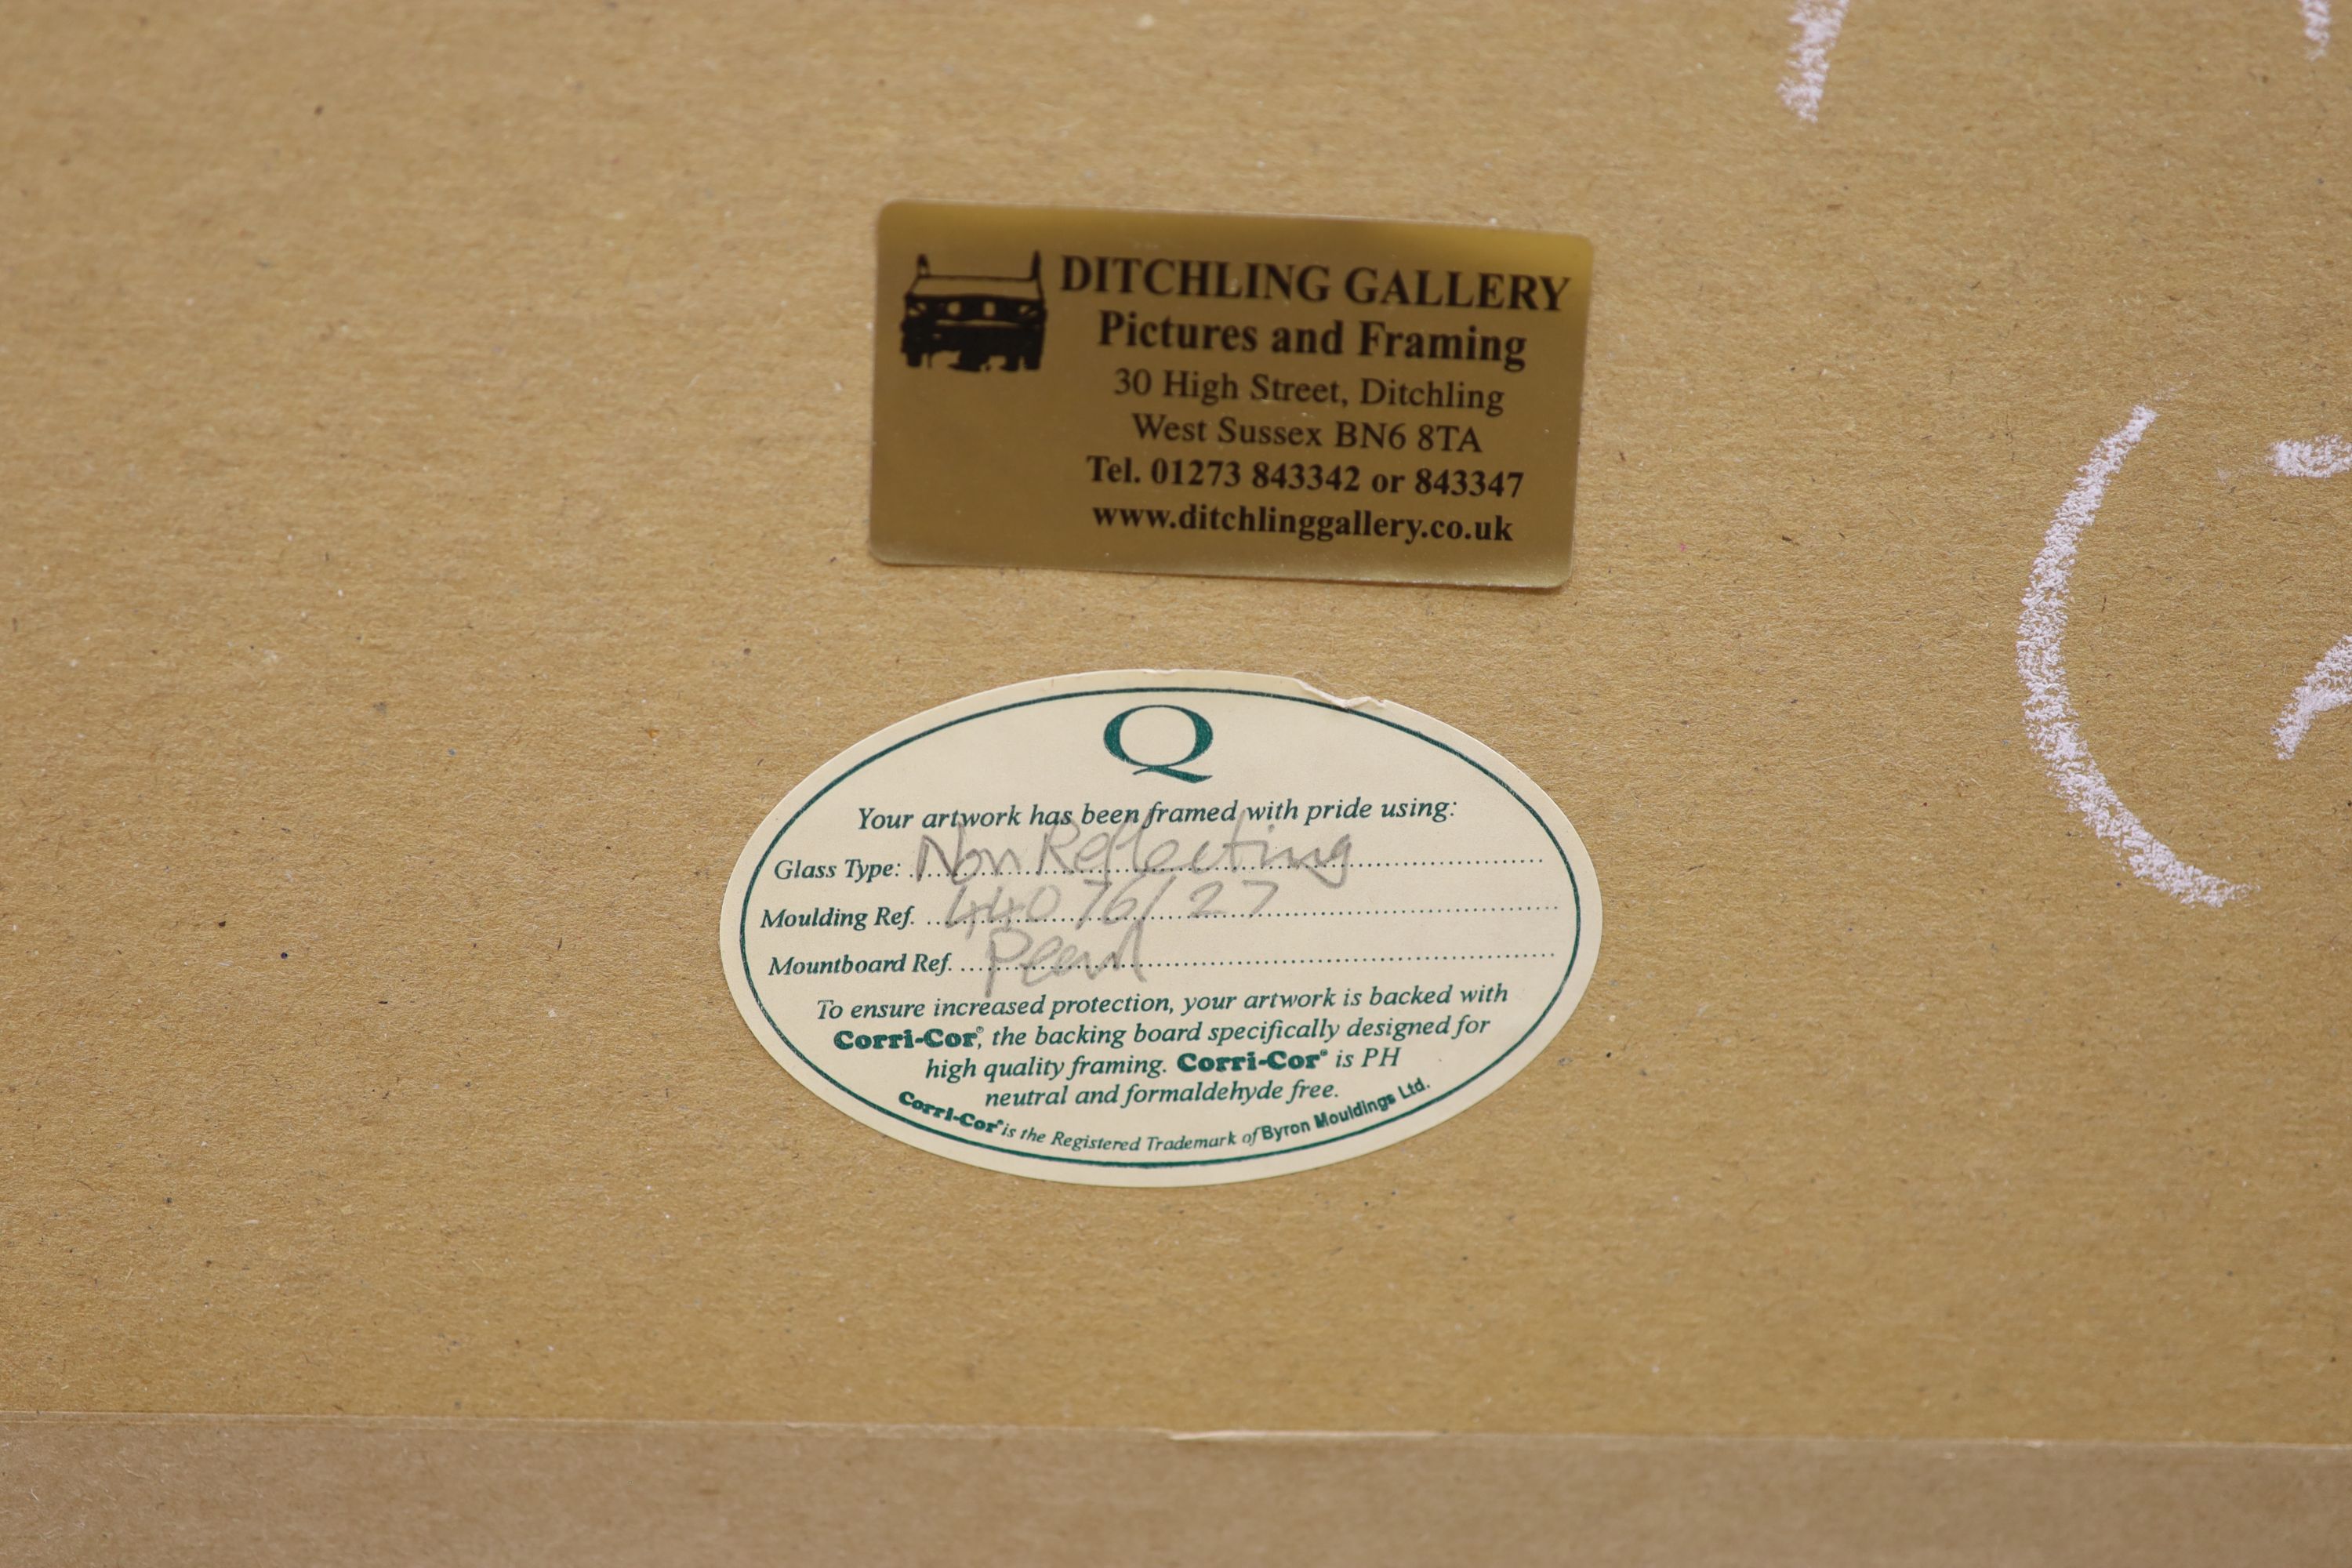 DITCHLING GALLERY
Pictures and Framing
30 High Street, Ditchling
West Sussex BN6 8TA
Tel. 01273 843342 or 843347
www.ditchlinggallery.co.uk
Q
Your artwork has been framed with pride using:
Glass Type: Non Reflecting
Moulding Ref. 44076/27
Mountboard Ref. Pearl
To ensure increased protection, your artwork is backed with
Corri-Cor®, the backing board specifically designed for
high quality framing. Corri-Cor® is PH
neutral and formaldehyde free.
Corri-Cor® is the Registered Trademark of Byron Mouldings Ltd.